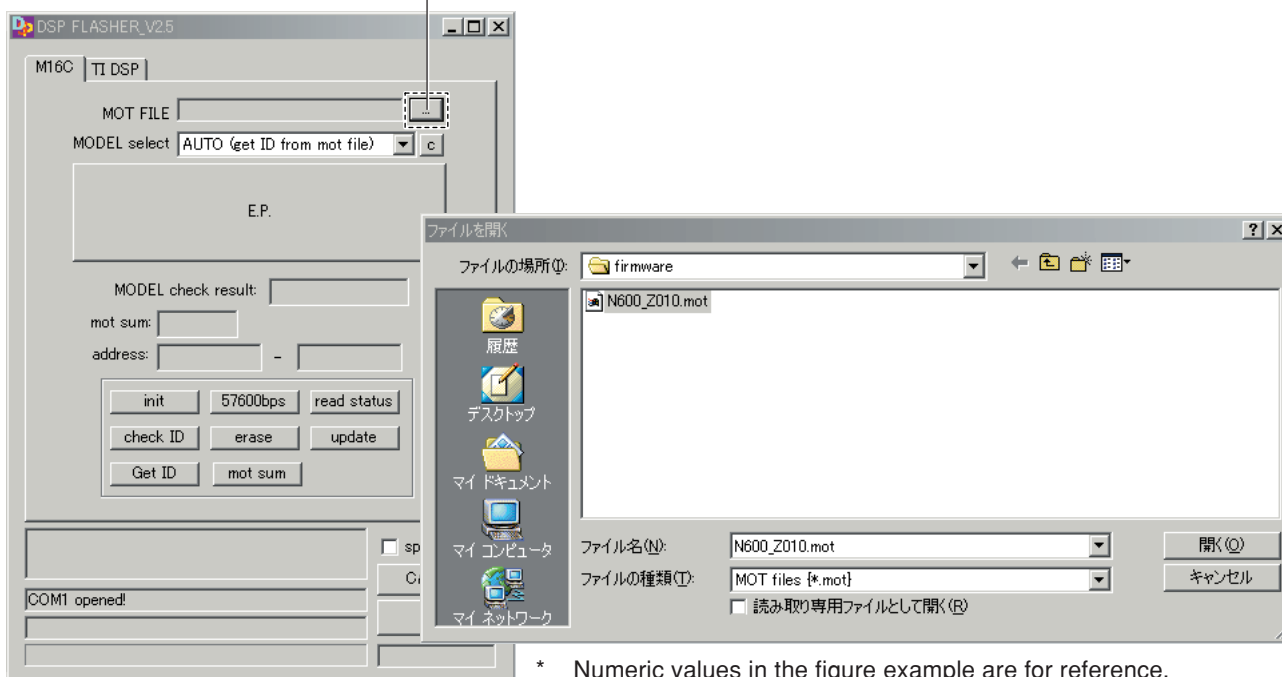 DSP FLASHER_V2.5
M16C
TI DSP
MOT FILE
...
MODEL select
AUTO (get ID from mot file)
c
E.P.
MODEL check result:
mot sum:
address:
-
init
57600bps
read status
check ID
erase
update
Get ID
mot sum
sp
COM1 opened!
ファイルを開く
ファイルの場所(I):
firmware
N600_Z010.mot
履歴
デスクトップ
マイ ドキュメント
マイ コンピュータ
マイ ネットワーク
ファイル名(N):
N600_Z010.mot
開く(O)
ファイルの種類(T):
MOT files {*.mot}
キャンセル
読み取り専用ファイルとして開く(R)
* Numeric values in the figure example are for reference.